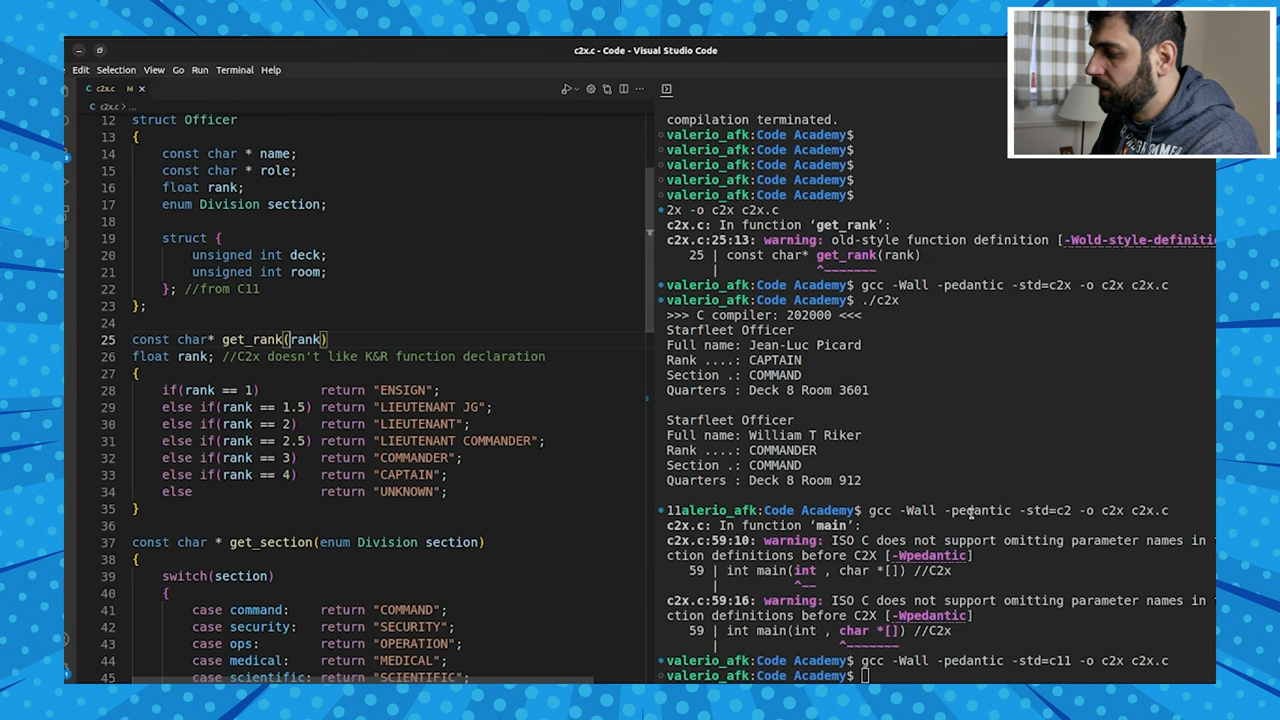 c2x.c - Code - Visual Studio Code
Edit Selection View Go Run Terminal Help
c2x.c M
c2x.c > ...
12 struct Officer
13 {
14 const char * name;
15 const char * role;
16 float rank;
17 enum Division section;
18
19 struct {
20 unsigned int deck;
21 unsigned int room;
22 }; //from C11
23 };
24
25 const char* get_rank(rank)
26 float rank; //C2x doesn't like K&R function declaration
27 {
28 if(rank == 1) return "ENSIGN";
29 else if(rank == 1.5) return "LIEUTENANT JG";
30 else if(rank == 2) return "LIEUTENANT";
31 else if(rank == 2.5) return "LIEUTENANT COMMANDER";
32 else if(rank == 3) return "COMMANDER";
33 else if(rank == 4) return "CAPTAIN";
34 else return "UNKNOWN";
35 }
36
37 const char * get_section(enum Division section)
38 {
39 switch(section)
40 {
41 case command: return "COMMAND";
42 case security: return "SECURITY";
43 case ops: return "OPERATION";
44 case medical: return "MEDICAL";
45 case scientific: return "SCIENTIFIC";
compilation terminated.
valerio_afk:Code Academy$
valerio_afk:Code Academy$
valerio_afk:Code Academy$
valerio_afk:Code Academy$
valerio_afk:Code Academy$
2x -o c2x c2x.c
c2x.c: In function ‘get_rank’:
c2x.c:25:13: warning: old-style function definition [-Wold-style-definitio
25 | const char* get_rank(rank)
| ^~~~~~~~
valerio_afk:Code Academy$ gcc -Wall -pedantic -std=c2x -o c2x c2x.c
valerio_afk:Code Academy$ ./c2x
>>> C compiler: 202000 <<<
Starfleet Officer
Full name: Jean-Luc Picard
Rank ....: CAPTAIN
Section .: COMMAND
Quarters : Deck 8 Room 3601
Starfleet Officer
Full name: William T Riker
Rank ....: COMMANDER
Section .: COMMAND
Quarters : Deck 8 Room 912
11alerio_afk:Code Academy$ gcc -Wall -pedantic -std=c2 -o c2x c2x.c
c2x.c: In function ‘main’:
c2x.c:59:10: warning: ISO C does not support omitting parameter names in
ction definitions before C2X [-Wpedantic]
59 | int main(int , char *[]) //C2x
| ^~~
c2x.c:59:16: warning: ISO C does not support omitting parameter names in
ction definitions before C2X [-Wpedantic]
59 | int main(int , char *[]) //C2x
| ^~~~~~~~
valerio_afk:Code Academy$ gcc -Wall -pedantic -std=c11 -o c2x c2x.c
valerio_afk:Code Academy$